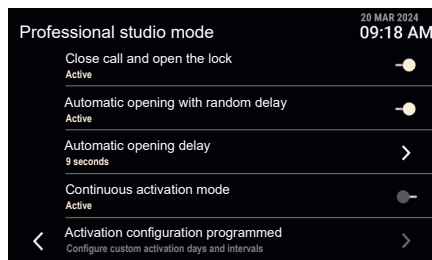 20 MAR 2024
Professional studio mode
09:18 AM
Close call and open the lock
Active
Automatic opening with random delay
Active
Automatic opening delay
9 seconds
Continuous activation mode
Active
Activation configuration programmed
Configure custom activation days and intervals